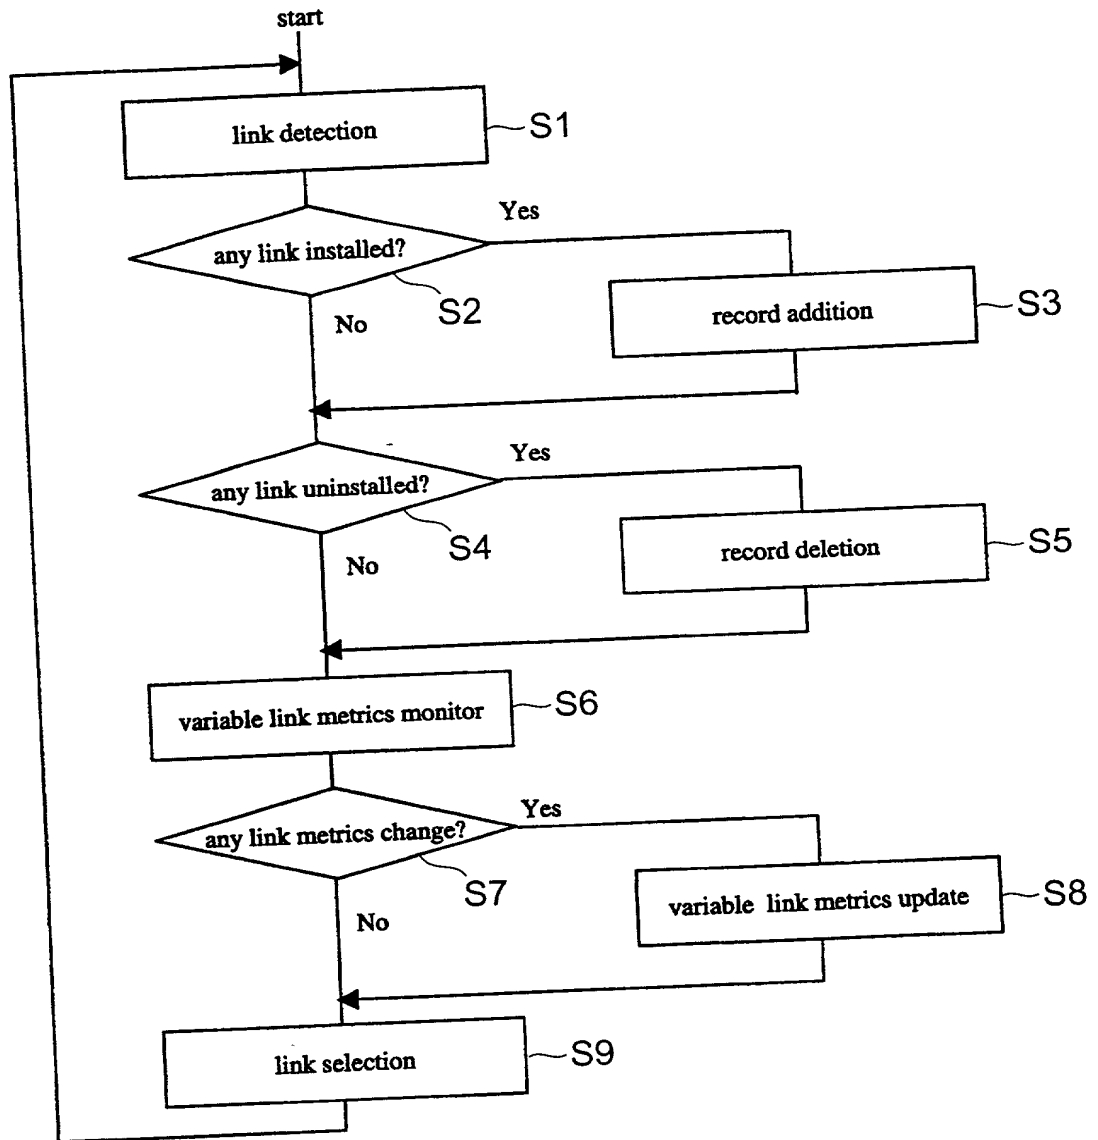 start
link detection
S1
any link installed?
Yes
S2
No
record addition
S3
any link uninstalled?
Yes
S4
No
record deletion
S5
variable link metrics monitor
S6
any link metrics change?
Yes
S7
No
variable link metrics update
S8
link selection
S9